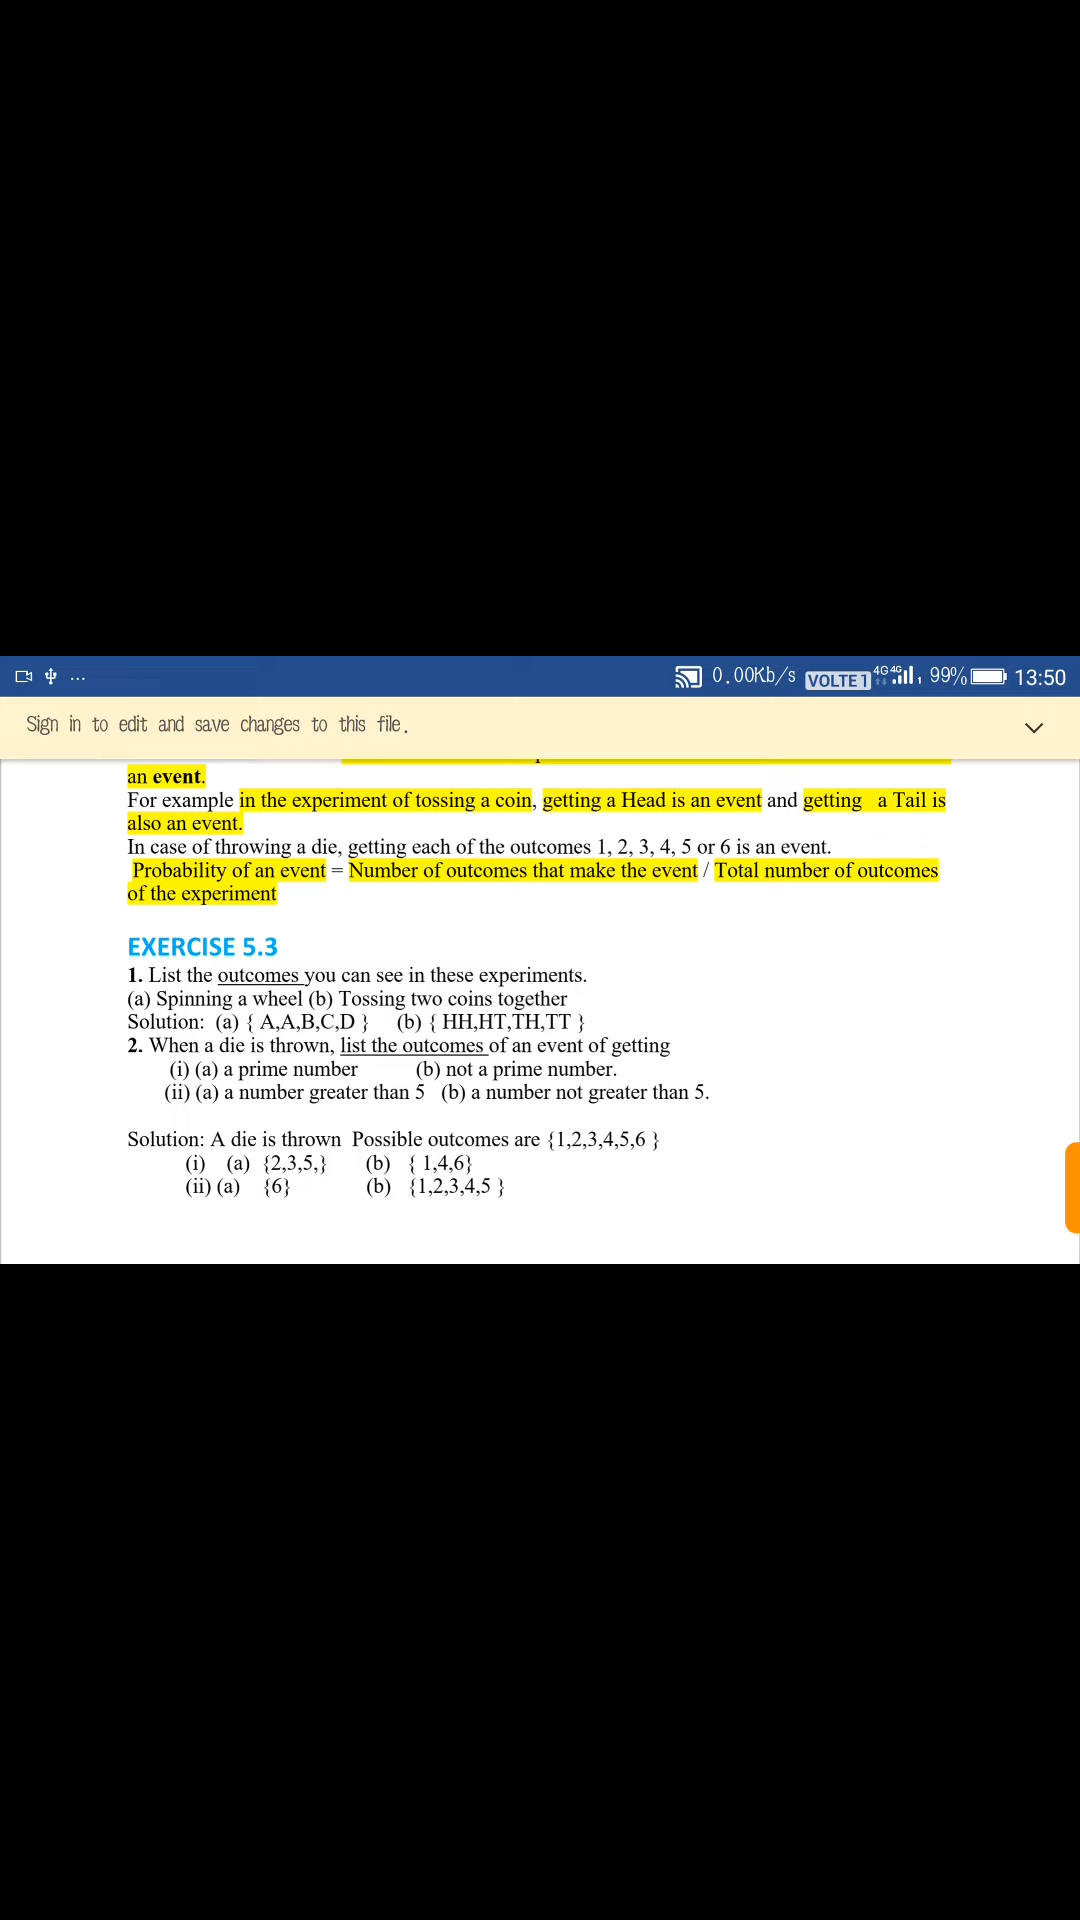 ... 0.00Kb/s VOLTE 1 4G 4G 99% 13:50
Sign in to edit and save changes to this file.
an event.
For example in the experiment of tossing a coin, getting a Head is an event and getting a Tail is
also an event.
In case of throwing a die, getting each of the outcomes 1, 2, 3, 4, 5 or 6 is an event.
Probability of an event = Number of outcomes that make the event / Total number of outcomes
of the experiment
EXERCISE 5.3
1. List the outcomes you can see in these experiments.
(a) Spinning a wheel (b) Tossing two coins together
Solution: (a) { A,A,B,C,D } (b) { HH,HT,TH,TT }
2. When a die is thrown, list the outcomes of an event of getting
(i) (a) a prime number (b) not a prime number.
(ii) (a) a number greater than 5 (b) a number not greater than 5.
Solution: A die is thrown Possible outcomes are {1,2,3,4,5,6 }
(i) (a) {2,3,5,} (b) { 1,4,6}
(ii) (a) {6} (b) {1,2,3,4,5 }